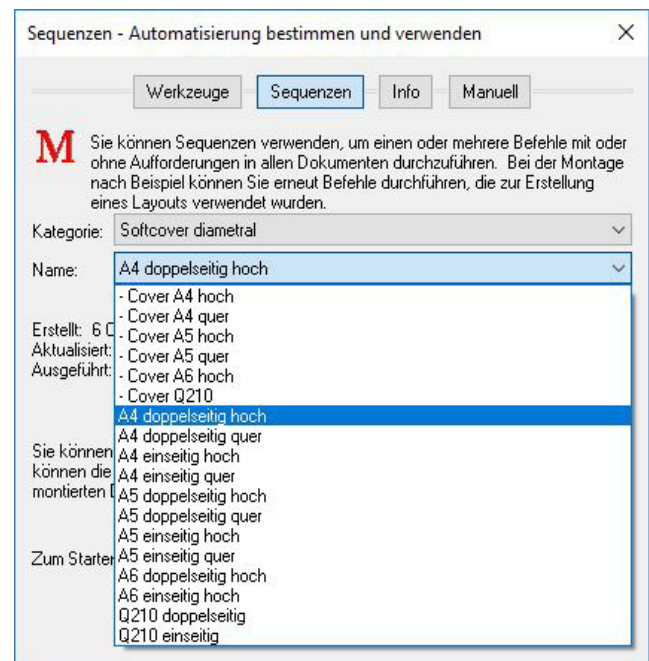 Sequenzen - Automatisierung bestimmen und verwenden
Werkzeuge Sequenzen Info Manuell
M
Sie können Sequenzen verwenden, um einen oder mehrere Befehle mit oder
ohne Aufforderungen in allen Dokumenten durchzuführen. Bei der Montage
nach Beispiel können Sie erneut Befehle durchführen, die zur Erstellung
eines Layouts verwendet wurden.
Kategorie: Softcover diametral
Name: A4 doppelseitig hoch
- Cover A4 hoch
- Cover A4 quer
Erstellt: 6
- Cover A5 hoch
Aktualisiert:
- Cover A5 quer
Ausgeführt:
- Cover A6 hoch
- Cover Q210
A4 doppelseitig hoch
A4 doppelseitig quer
Sie können
A4 einseitig hoch
können die
A4 einseitig quer
montierten
A5 doppelseitig hoch
A5 doppelseitig quer
A5 einseitig hoch
Zum Starten
A5 einseitig quer
A6 doppelseitig hoch
A6 einseitig hoch
Q210 doppelseitig
Q210 einseitig